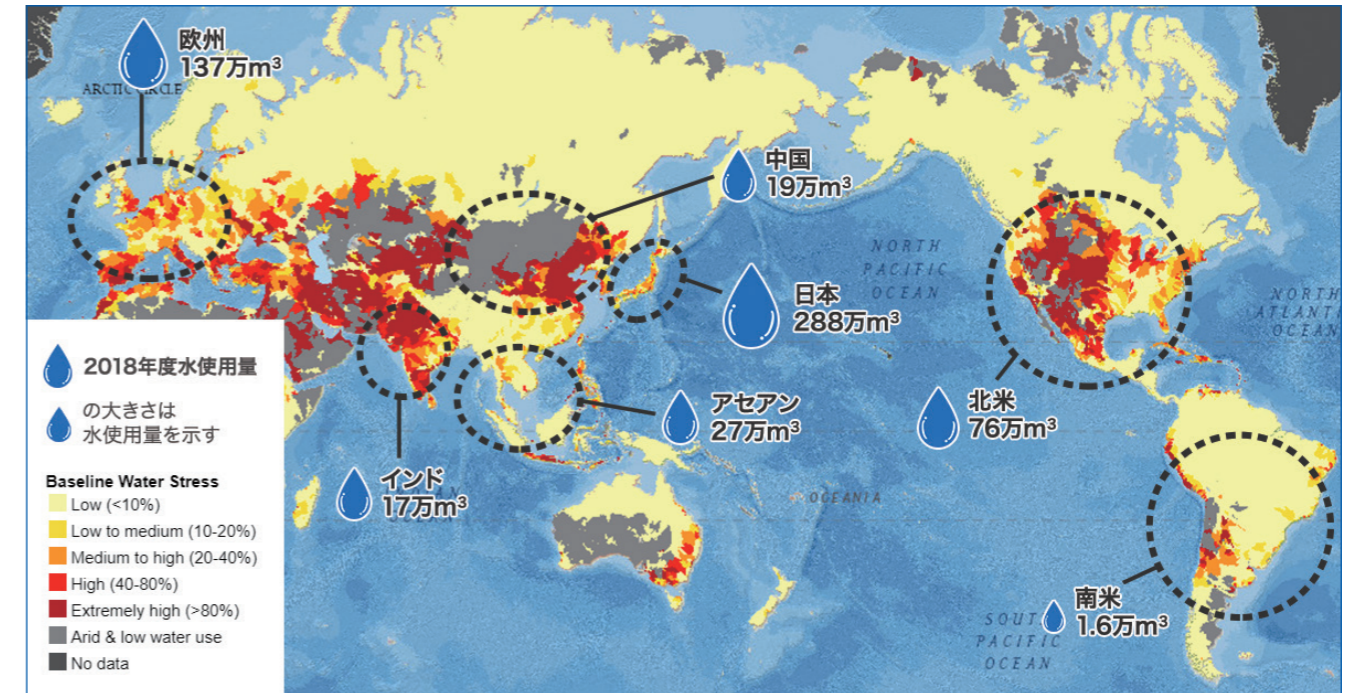 欧州
137万m³
ARCTIC CIRCLE
中国
19万m³
NORTH
PACIFIC
OCEAN
日本
288万m³
NORTH
ATLANTIC
OCEAN
2018年度水使用量
の大きさは
水使用量を示す
アセアン
27万m³
北米
76万m³
インド
17万m³
OCEAN
OCEANIA
Baseline Water Stress
Low (<10%)
Low to medium (10-20%)
Medium to high (20-40%)
High (40-80%)
Extremely high (>80%)
Arid & low water use
No data
南米
1.6万m³
SOUTH
PACIFIC
OCEAN